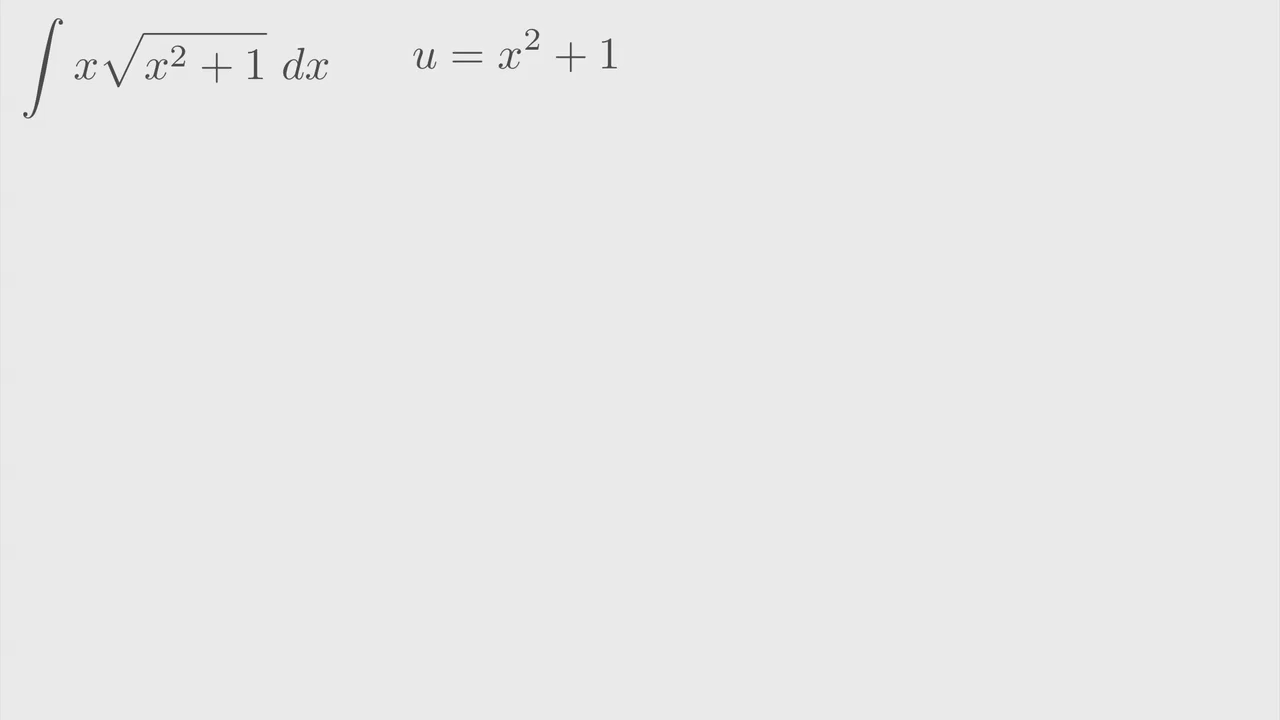 ∫ x√(x² + 1) dx    u = x² + 1